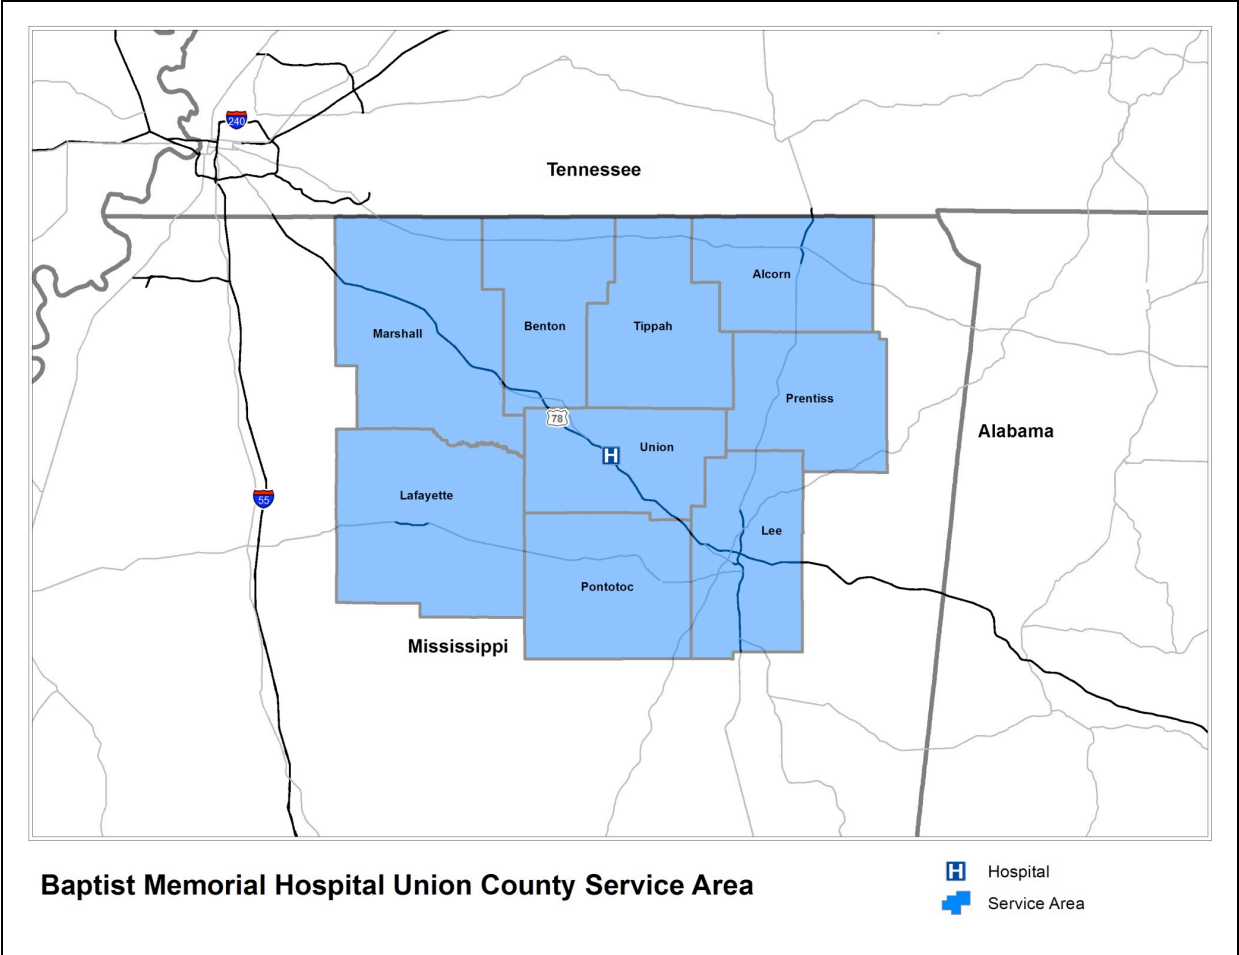 240
Tennessee
Alcorn
Marshall
Benton
Tippah
Prentiss
78
Alabama
Union
H
Lafayette
55
Lee
Pontotoc
Mississippi
Baptist Memorial Hospital Union County Service Area
H Hospital
Service Area